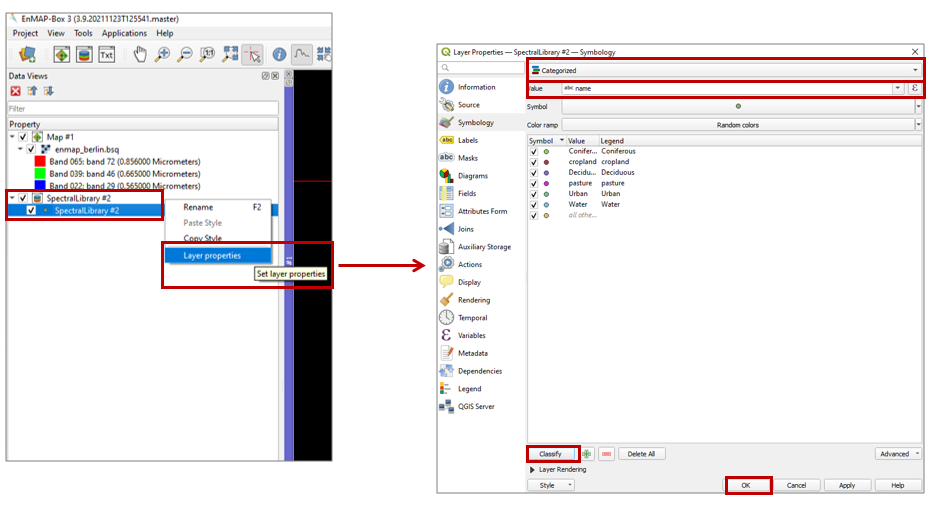 EnMAP-Box 3 (3.9.20211123T125541.master)
Project View Tools Applications Help
Txt
1:1
Data Views
Filter
Property
Map #1
enmap_berlin.bsq
Band 065: band 72 (0.856000 Micrometers)
Band 039: band 46 (0.665000 Micrometers)
Band 022: band 29 (0.565000 Micrometers)
SpectralLibrary #2
SpectralLibrary #2
Rename F2
Paste Style
Copy Style
Layer properties
Set layer properties
Layer Properties — SpectralLibrary #2 — Symbology
Information
Source
Symbology
abc Labels
abc Masks
Diagrams
Fields
Attributes Form
Joins
Auxiliary Storage
Actions
Display
Rendering
Temporal
Variables
Metadata
Dependencies
Legend
QGIS Server
Categorized
Value abc name ε
Symbol
Color ramp Random colors
Symbol Value Legend
Conifer... Coniferous
cropland cropland
Decidu... Deciduous
pasture pasture
Urban Urban
Water Water
all othe...
Classify Delete All Advanced
Layer Rendering
Style OK Cancel Apply Help